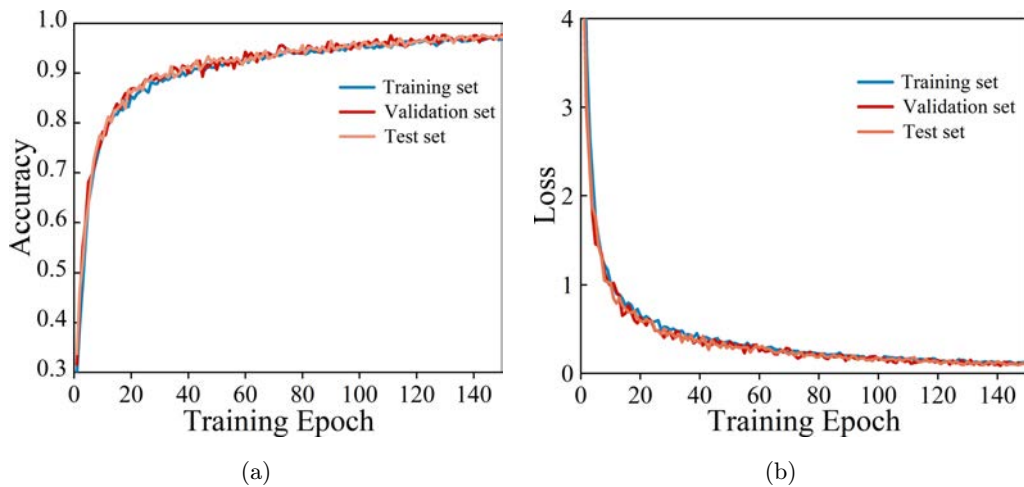 1.0
0.9
0.8
0.7
0.6
0.5
0.4
0.3
Accuracy
Training set
Validation set
Test set
0 20 40 60 80 100 120 140
Training Epoch
(a)
4
3
2
1
0
Loss
Training set
Validation set
Test set
0 20 40 60 80 100 120 140
Training Epoch
(b)